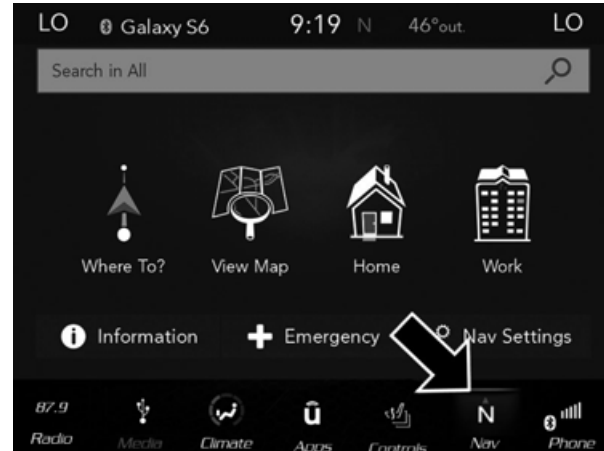 LO Galaxy S6 9:19 N 46°out. LO
Search in All
Where To? View Map Home Work
Information Emergency Nav Settings
87.9 û N
Radio Media Climate Apps Controls Nav Phone